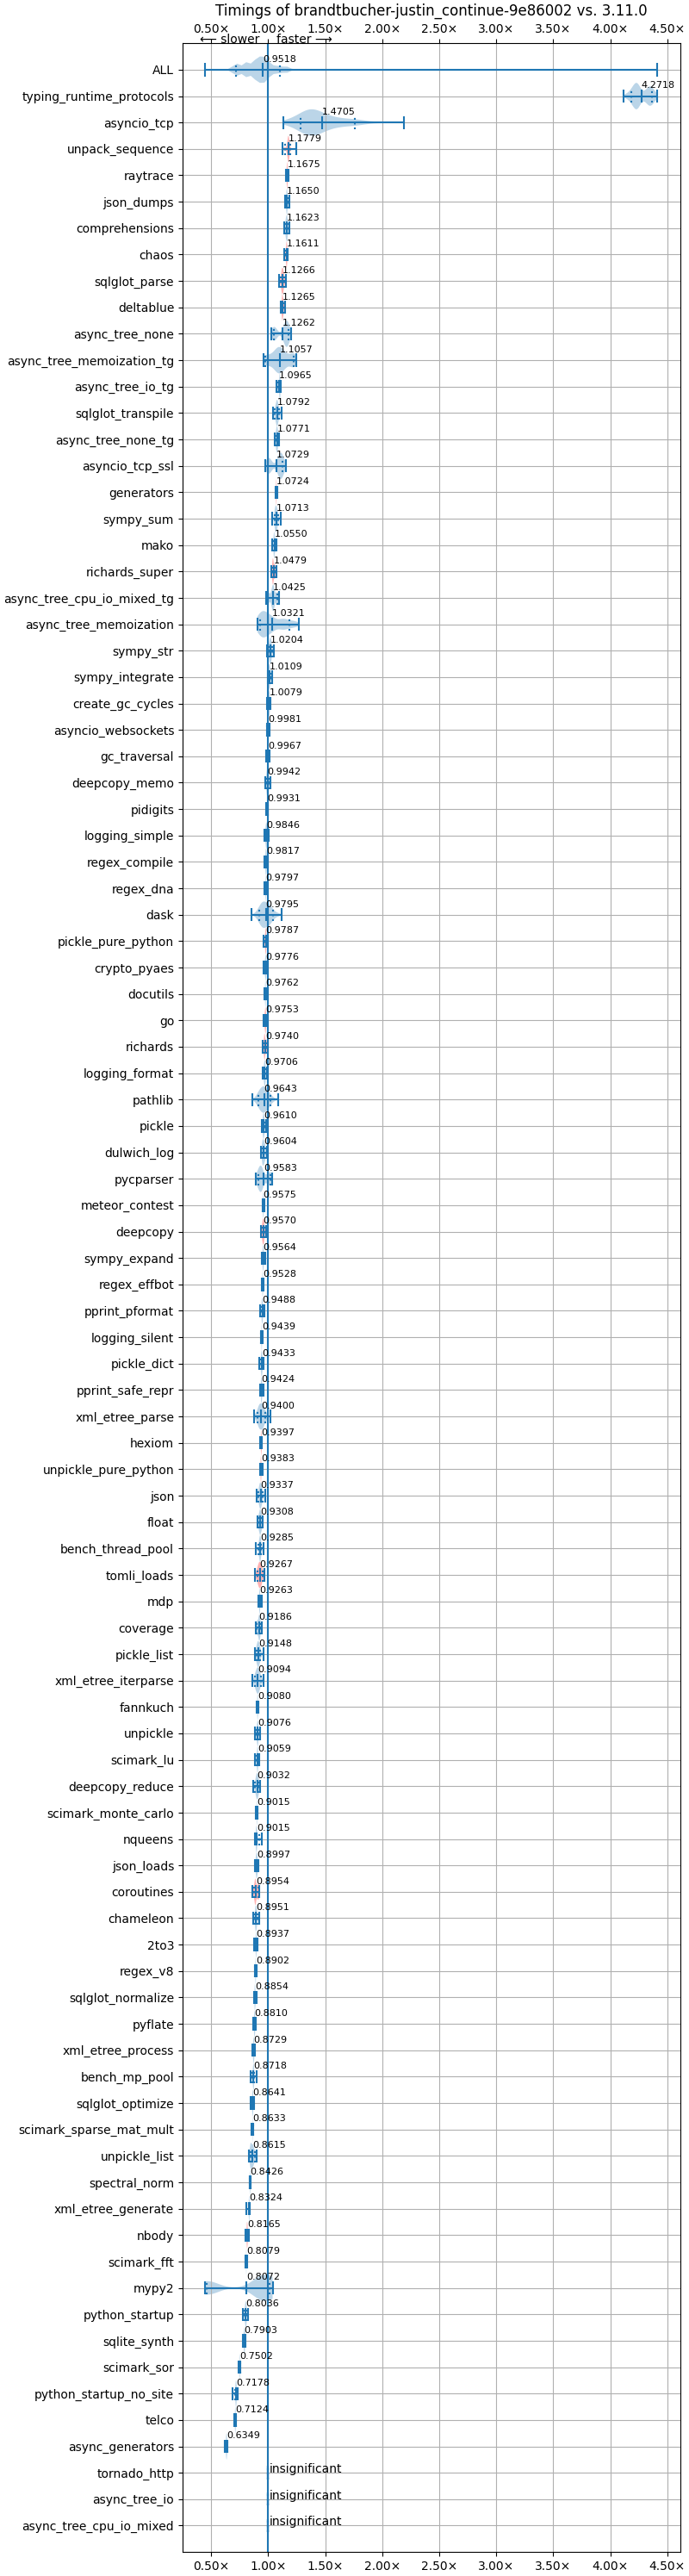 Timings of brandtbucher-justin_continue-9e86002 vs. 3.11.0
0.50× 1.00× 1.50× 2.00× 2.50× 3.00× 3.50× 4.00× 4.50×
⟵ slower faster ⟶
ALL 0.9518
typing_runtime_protocols 4.2718
asyncio_tcp 1.4705
unpack_sequence 1.1779
raytrace 1.1675
json_dumps 1.1650
comprehensions 1.1623
chaos 1.1611
sqlglot_parse 1.1266
deltablue 1.1265
async_tree_none 1.1262
async_tree_memoization_tg 1.1057
async_tree_io_tg 1.0965
sqlglot_transpile 1.0792
async_tree_none_tg 1.0771
asyncio_tcp_ssl 1.0729
generators 1.0724
sympy_sum 1.0713
mako 1.0550
richards_super 1.0479
async_tree_cpu_io_mixed_tg 1.0425
async_tree_memoization 1.0321
sympy_str 1.0204
sympy_integrate 1.0109
create_gc_cycles 1.0079
asyncio_websockets 0.9981
gc_traversal 0.9967
deepcopy_memo 0.9942
pidigits 0.9931
logging_simple 0.9846
regex_compile 0.9817
regex_dna 0.9797
dask 0.9795
pickle_pure_python 0.9787
crypto_pyaes 0.9776
docutils 0.9762
go 0.9753
richards 0.9740
logging_format 0.9706
pathlib 0.9643
pickle 0.9610
dulwich_log 0.9604
pycparser 0.9583
meteor_contest 0.9575
deepcopy 0.9570
sympy_expand 0.9564
regex_effbot 0.9528
pprint_pformat 0.9488
logging_silent 0.9439
pickle_dict 0.9433
pprint_safe_repr 0.9424
xml_etree_parse 0.9400
hexiom 0.9397
unpickle_pure_python 0.9383
json 0.9337
float 0.9308
bench_thread_pool 0.9285
tomli_loads 0.9267
mdp 0.9263
coverage 0.9186
pickle_list 0.9148
xml_etree_iterparse 0.9094
fannkuch 0.9080
unpickle 0.9076
scimark_lu 0.9059
deepcopy_reduce 0.9032
scimark_monte_carlo 0.9015
nqueens 0.9015
json_loads 0.8997
coroutines 0.8954
chameleon 0.8951
2to3 0.8937
regex_v8 0.8902
sqlglot_normalize 0.8854
pyflate 0.8810
xml_etree_process 0.8729
bench_mp_pool 0.8718
sqlglot_optimize 0.8641
scimark_sparse_mat_mult 0.8633
unpickle_list 0.8615
spectral_norm 0.8426
xml_etree_generate 0.8324
nbody 0.8165
scimark_fft 0.8079
mypy2 0.8072
python_startup 0.8036
sqlite_synth 0.7903
scimark_sor 0.7502
python_startup_no_site 0.7178
telco 0.7124
async_generators 0.6349
tornado_http insignificant
async_tree_io insignificant
async_tree_cpu_io_mixed insignificant
0.50× 1.00× 1.50× 2.00× 2.50× 3.00× 3.50× 4.00× 4.50×